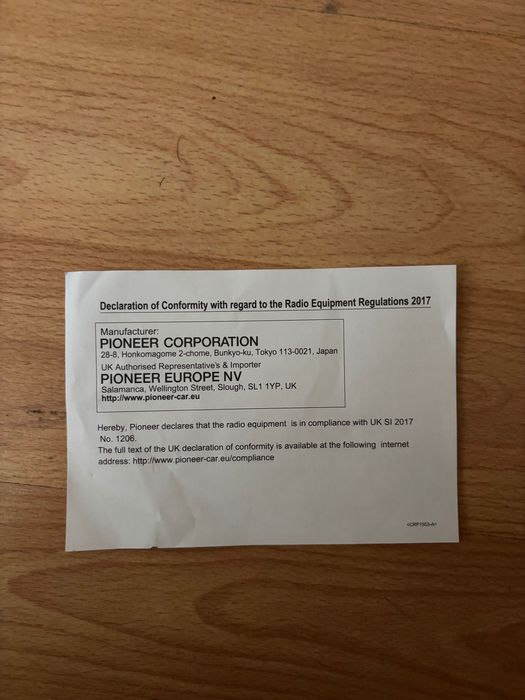 Declaration of Conformity with regard to the Radio Equipment Regulations 2017
Manufacturer:
PIONEER CORPORATION
28-8, Honkomagome 2-chome, Bunkyo-ku, Tokyo 113-0021, Japan
UK Authorised Representative's & Importer
PIONEER EUROPE NV
Salamanca, Wellington Street, Slough, SL1 1YP, UK
http://www.pioneer-car.eu
Hereby, Pioneer declares that the radio equipment is in compliance with UK SI 2017
No. 1206.
The full text of the UK declaration of conformity is available at the following internet
address: http://www.pioneer-car.eu/compliance